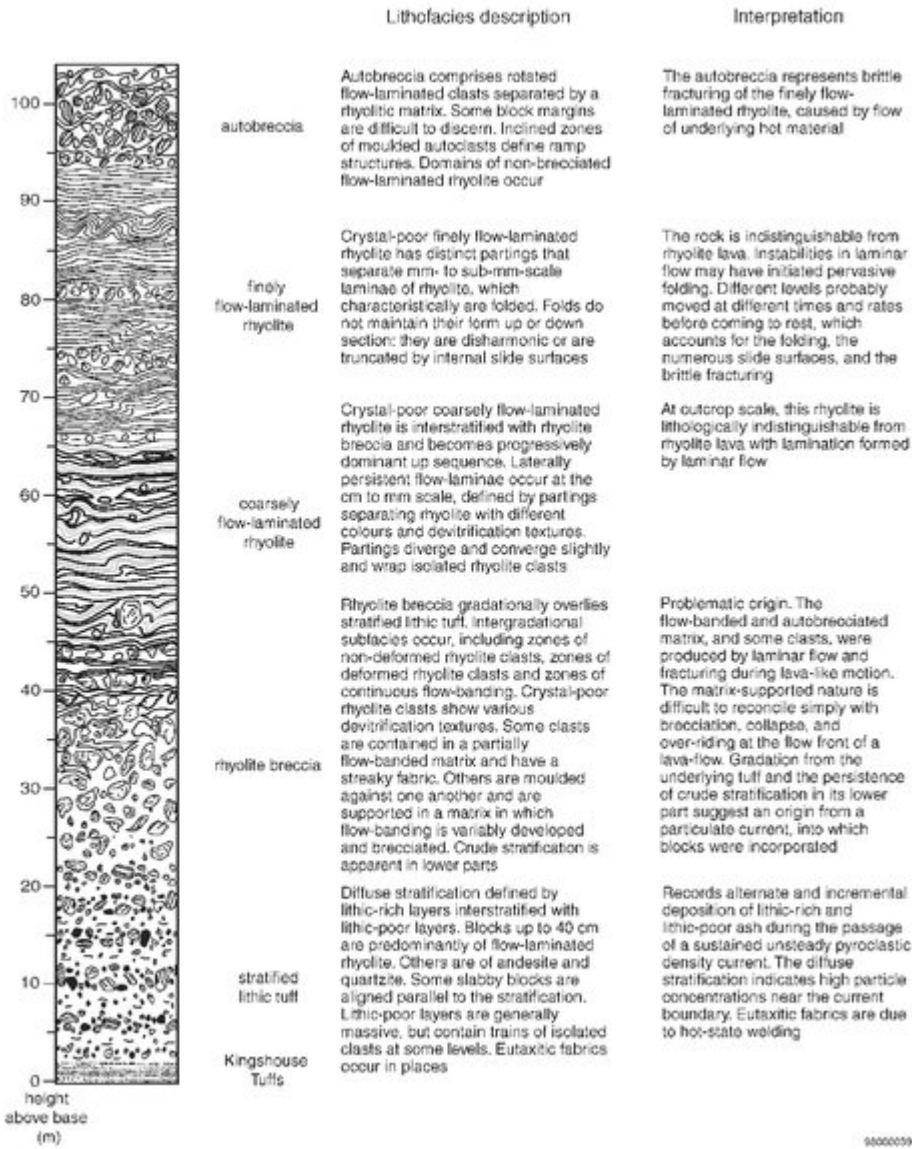 Lithofacies description
Interpretation
100
90
80
70
60
50
40
30
20
10
0
height
above base
(m)
autobreccia
Autobreccia comprises rotated
flow-laminated clasts separated by a
rhyolitic matrix. Some block margins
are difficult to discern. Inclined zones
of moulded autoclasts define ramp
structures. Domains of non-brecciated
flow-laminated rhyolite occur
The autobreccia represents brittle
fracturing of the finely flow-
laminated rhyolite, caused by flow
of underlying hot material
finely
flow-laminated
rhyolite
Crystal-poor finely flow-laminated
rhyolite has distinct partings that
separate mm- to sub-mm-scale
laminae of rhyolite, which
characteristically are folded. Folds do
not maintain their form up or down
section: they are disharmonic or are
truncated by internal slide surfaces
The rock is indistinguishable from
rhyolite lava. Instabilities in laminar
flow may have initiated pervasive
folding. Different levels probably
moved at different times and rates
before coming to rest, which
accounts for the folding, the
numerous slide surfaces, and the
brittle fracturing
coarsely
flow-laminated
rhyolite
Crystal-poor coarsely flow-laminated
rhyolite is interstratified with rhyolite
breccia and becomes progressively
dominant up sequence. Laterally
persistent flow-laminae occur at the
cm to mm scale, defined by partings
separating rhyolite with different
colours and devitrification textures.
Partings diverge and converge slightly
and wrap isolated rhyolite clasts
At outcrop scale, this rhyolite is
lithologically indistinguishable from
rhyolite lava with lamination formed
by laminar flow
rhyolite breccia
Rhyolite breccia gradationally overlies
stratified lithic tuff. Intergradational
subfacies occur, including zones of
non-deformed rhyolite clasts, zones of
deformed rhyolite clasts and zones of
continuous flow-banding. Crystal-poor
rhyolite clasts show various
devitrification textures. Some clasts
are contained in a partially
flow-banded matrix and have a
streaky fabric. Others are moulded
against one another and are
supported in a matrix in which
flow-banding is variably developed
and brecciated. Crude stratification is
apparent in lower parts
Problematic origin. The
flow-banded and autobrecciated
matrix, and some clasts, were
produced by laminar flow and
fracturing during lava-like motion.
The matrix-supported nature is
difficult to reconcile simply with
brecciation, collapse, and
over-riding at the flow front of a
lava-flow. Gradation from the
underlying tuff and the persistence
of crude stratification in its lower
part suggest an origin from a
particulate current, into which
blocks were incorporated
stratified
lithic tuff
Diffuse stratification defined by
lithic-rich layers interstratified with
lithic-poor layers. Blocks up to 40 cm
are predominantly of flow-laminated
rhyolite. Others are of andesite and
quartzite. Some slabby blocks are
aligned parallel to the stratification.
Lithic-poor layers are generally
massive, but contain trains of isolated
clasts at some levels. Eutaxitic fabrics
occur in places
Records alternate and incremental
deposition of lithic-rich and
lithic-poor ash during the passage
of a sustained unsteady pyroclastic
density current. The diffuse
stratification indicates high particle
concentrations near the current
boundary. Eutaxitic fabrics are due
to hot-state welding
Kingshouse
Tuffs